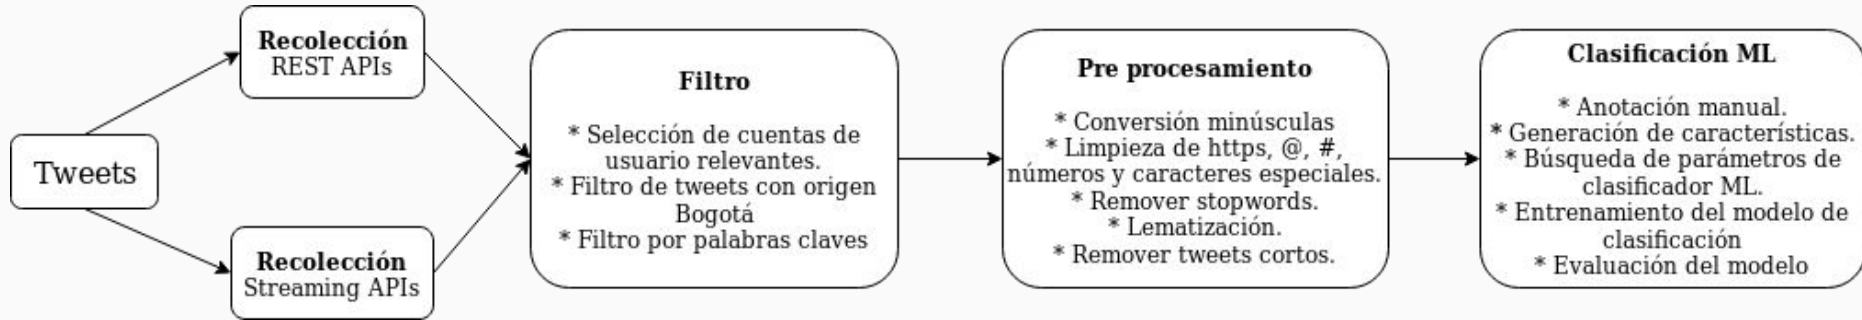 Tweets
Recolección
REST APIs
Recolección
Streaming APIs
Filtro
* Selección de cuentas de
usuario relevantes.
* Filtro de tweets con origen
Bogotá
* Filtro por palabras claves
Pre procesamiento
* Conversión minúsculas
* Limpieza de https, @, #,
números y caracteres especiales.
* Remover stopwords.
* Lematización.
* Remover tweets cortos.
Clasificación ML
* Anotación manual.
* Generación de característícas.
* Búsqueda de parámetros de
clasificador ML.
* Entrenamiento del modelo de
clasificación
* Evaluación del modelo